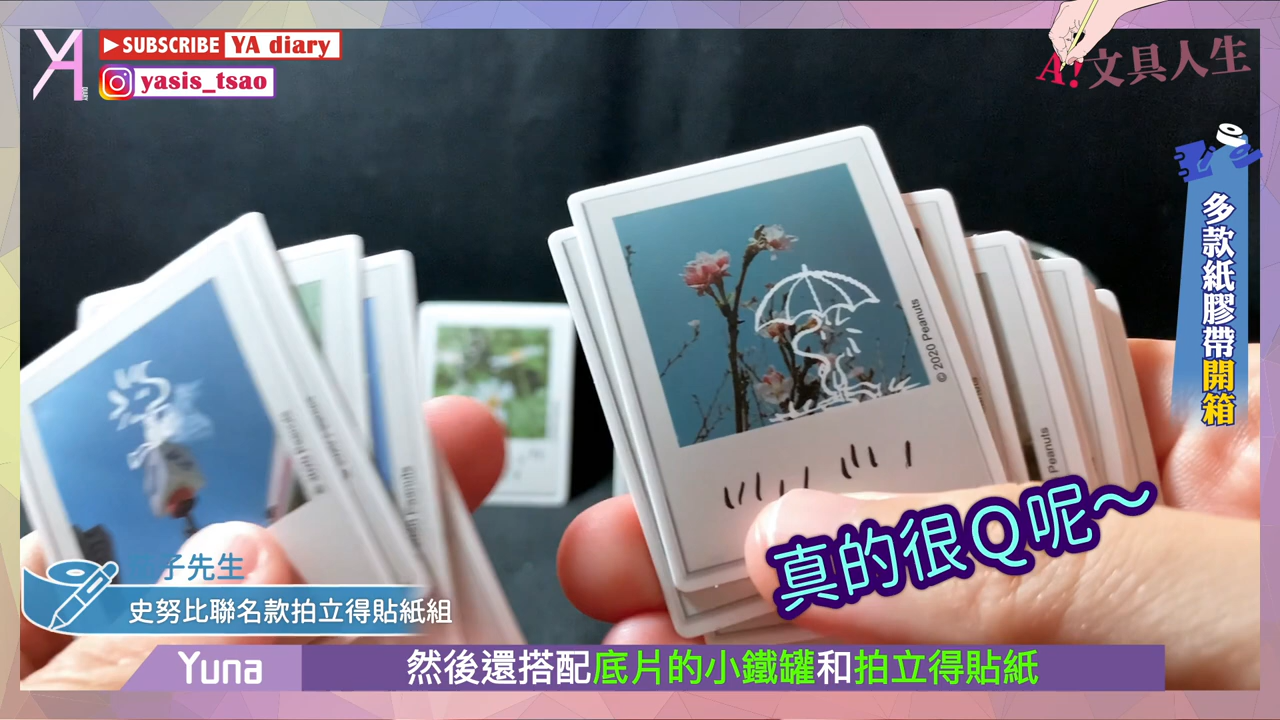 YA
DIARY
SUBSCRIBE YA diary
yasis_tsao
A!文具人生
多款紙膠帶開箱
© 2020 Peanuts
Peanuts
真的很Q呢～
子先生
史努比聯名款拍立得貼紙組
Yuna
然後還搭配底片的小鐵罐和拍立得貼紙